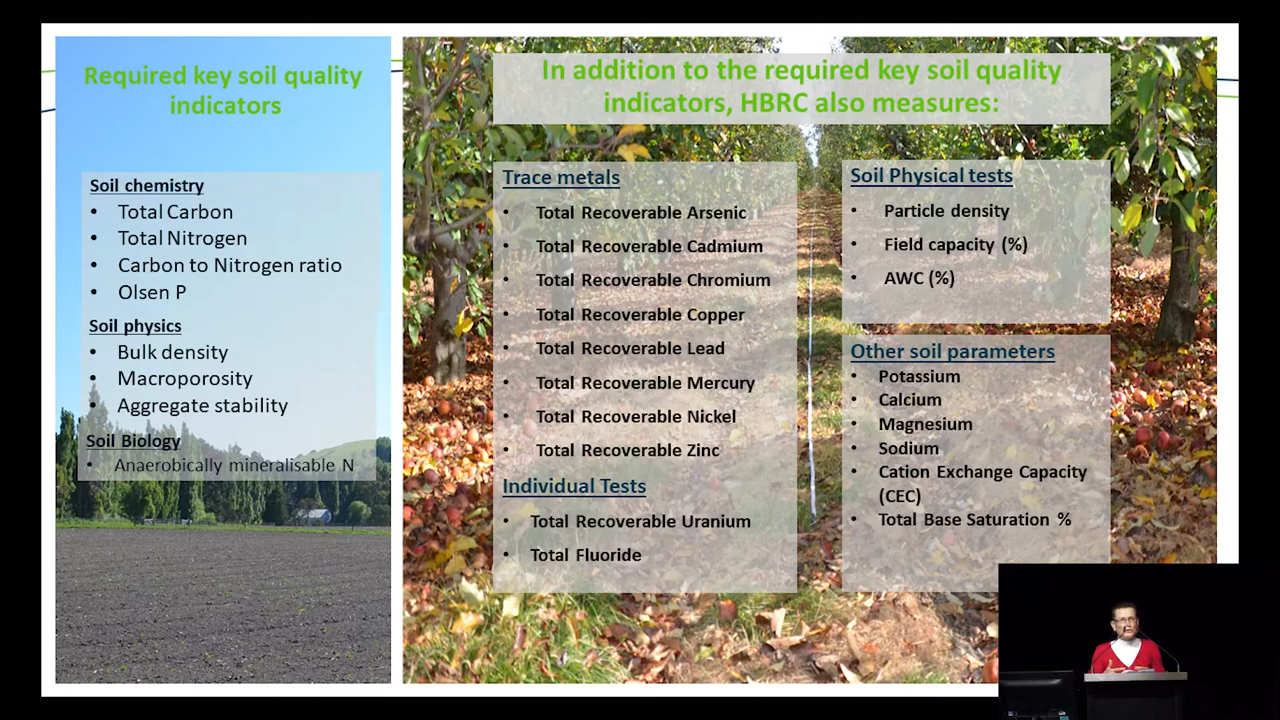 Required key soil quality
indicators
Soil chemistry
• Total Carbon
• Total Nitrogen
• Carbon to Nitrogen ratio
• Olsen P
Soil physics
• Bulk density
• Macroporosity
• Aggregate stability
Soil Biology
• Anaerobically mineralisable N
In addition to the required key soil quality
indicators, HBRC also measures:
Trace metals
• Total Recoverable Arsenic
• Total Recoverable Cadmium
• Total Recoverable Chromium
• Total Recoverable Copper
• Total Recoverable Lead
• Total Recoverable Mercury
• Total Recoverable Nickel
• Total Recoverable Zinc
Individual Tests
• Total Recoverable Uranium
• Total Fluoride
Soil Physical tests
• Particle density
• Field capacity (%)
• AWC (%)
Other soil parameters
• Potassium
• Calcium
• Magnesium
• Sodium
• Cation Exchange Capacity
(CEC)
• Total Base Saturation %